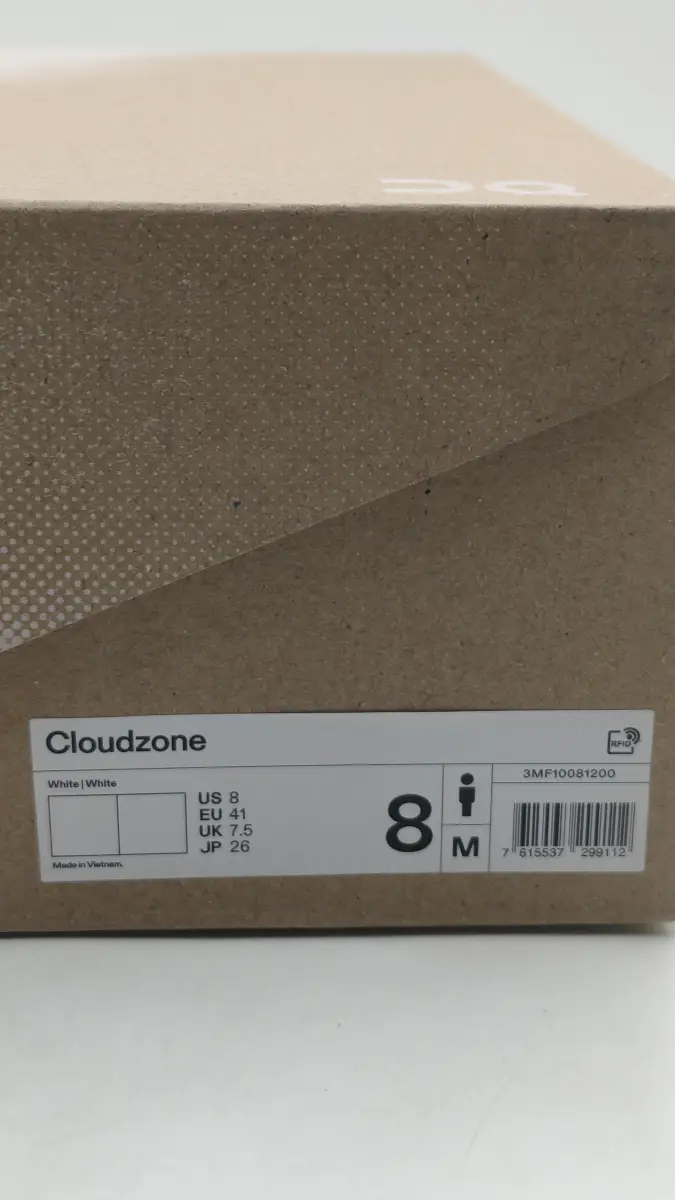 Cloudzone
RFID
White | White
US 8
EU 41
UK 7.5
JP 26
8
M
3MF10081200
7 615537 299112
Made in Vietnam.